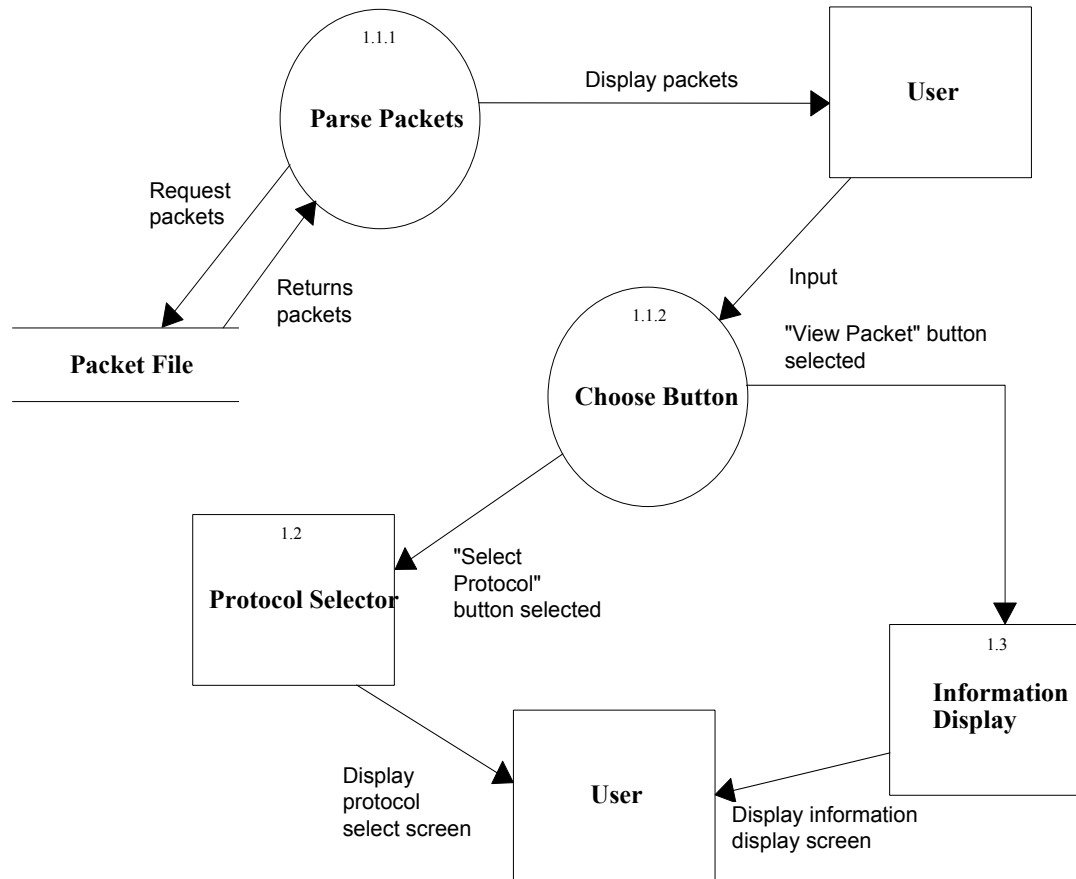 1.1.1
Parse Packets
Display packets
User
Request
packets
Returns
packets
Packet File
Input
1.1.2
Choose Button
"View Packet" button
selected
1.2
Protocol Selector
"Select
Protocol"
button selected
1.3
Information
Display
Display
protocol
select screen
User
Display information
display screen